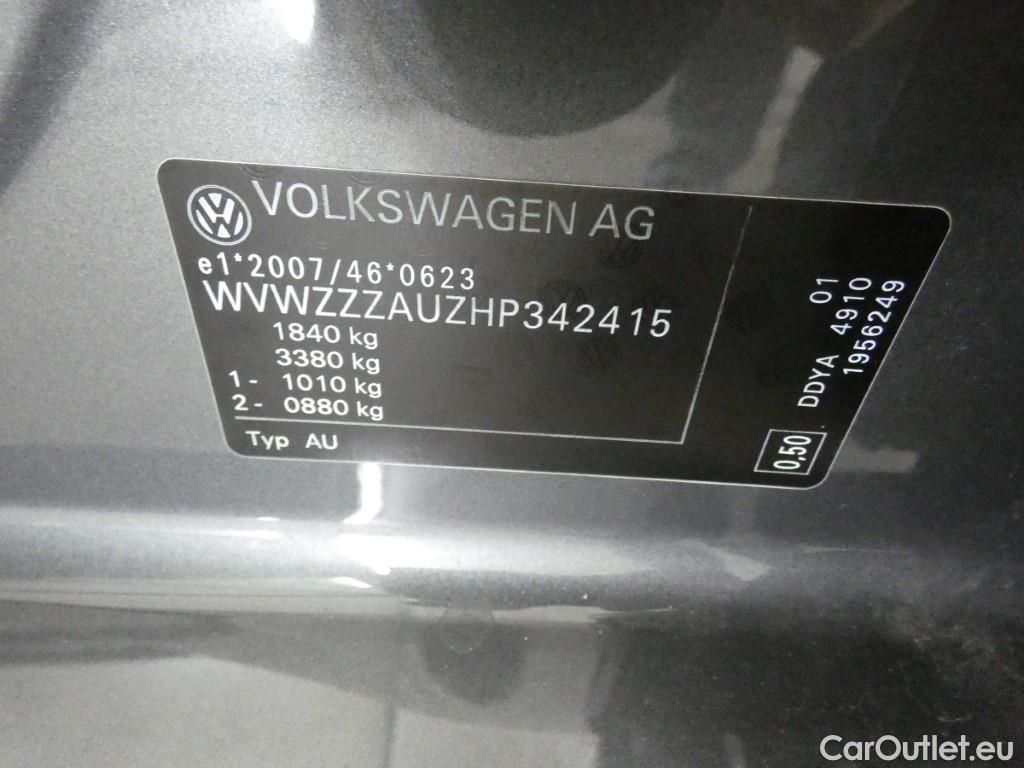 VOLKSWAGEN AG
e1*2007/46*0623
WVWZZZAUZHP342415
1840 kg
3380 kg
1- 1010 kg
2- 0880 kg
Typ AU
01
DDYA 4910
1956249
0,50
CarOutlet.eu